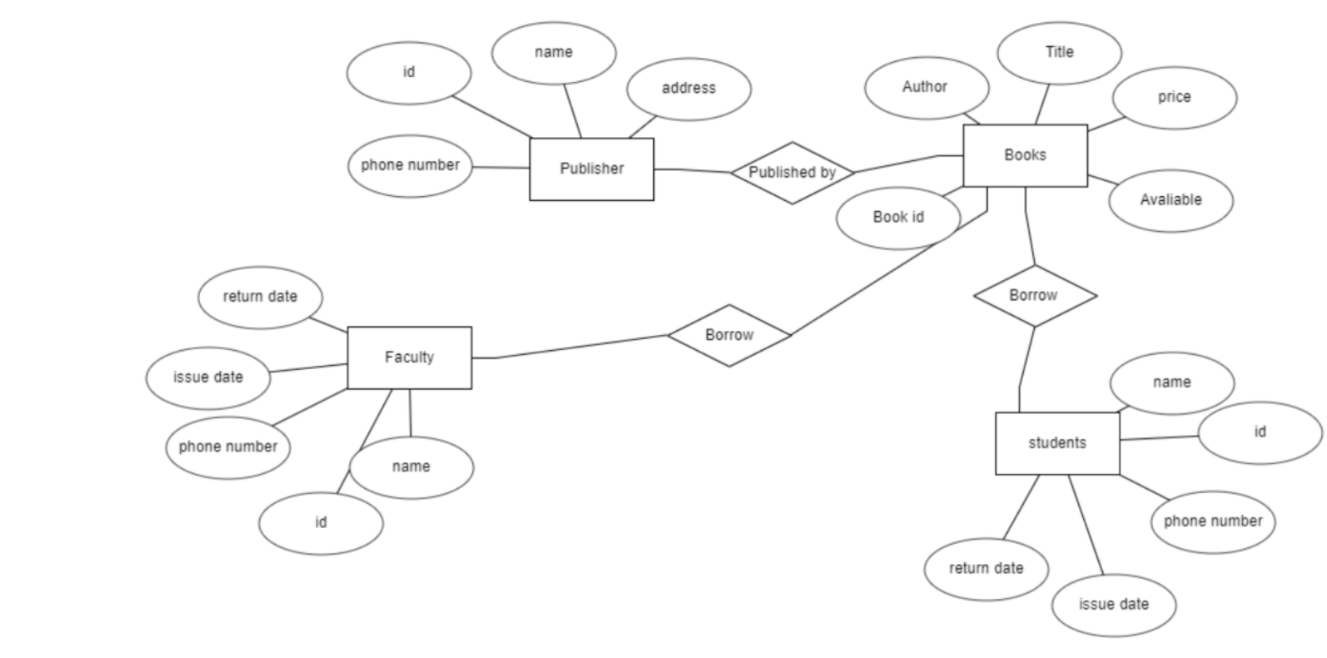 name
Title
id
address
Author
price
phone number
Publisher
Published by
Books
Avaliable
Book id
return date
Borrow
Borrow
Faculty
issue date
name
phone number
name
id
students
id
phone number
return date
issue date